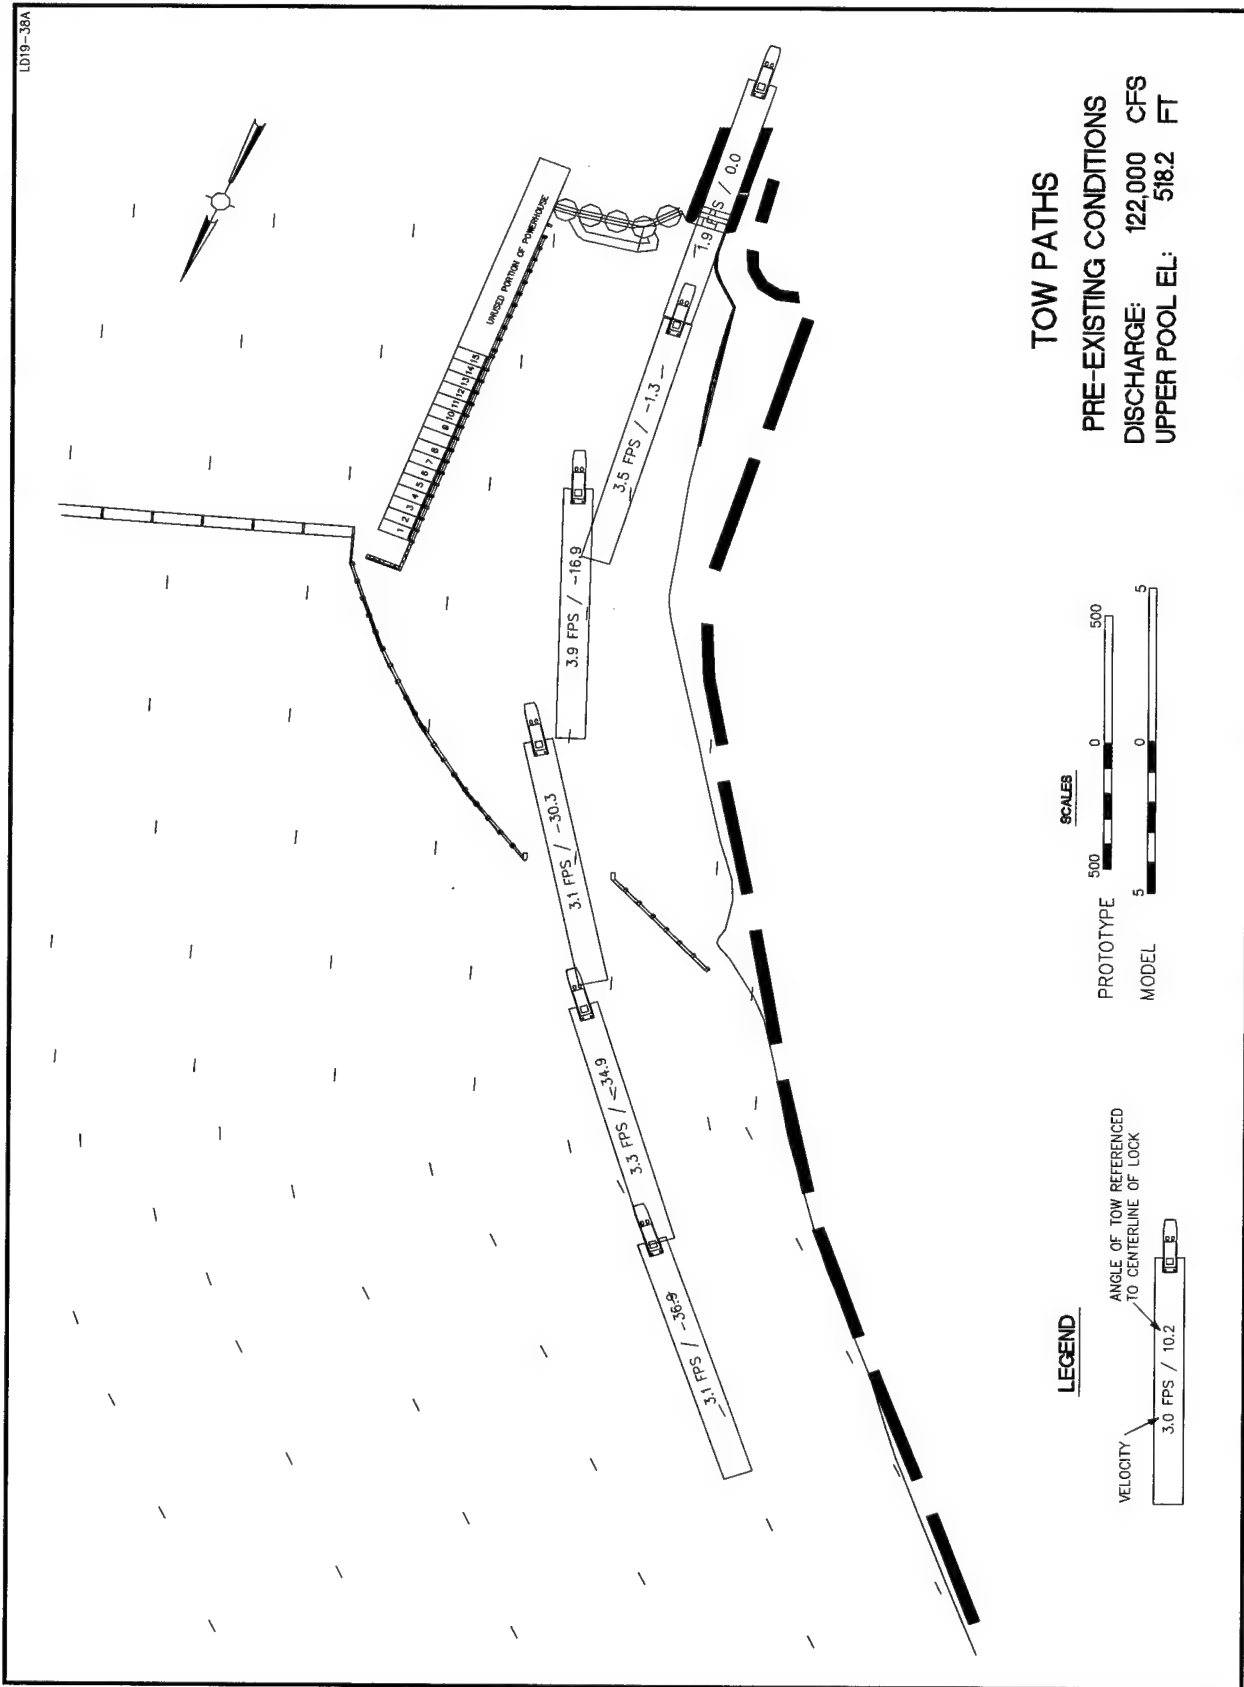 LD19-38A
UNUSED PORTION OF POWERHOUSE
1 2 3 4 5 6 7 8 9 10 11 12 13 14 15
1.9 FPS / 0.0
3.5 FPS / -1.3
3.9 FPS / -16.9
3.1 FPS / -30.3
3.3 FPS / -34.9
3.1 FPS / -36.9
TOW PATHS
PRE-EXISTING CONDITIONS
DISCHARGE: 122,000 CFS
UPPER POOL EL: 518.2 FT
SCALES
PROTOTYPE 500 0 500
MODEL 5 0 5
LEGEND
VELOCITY
ANGLE OF TOW REFERENCED
TO CENTERLINE OF LOCK
3.0 FPS / 10.2